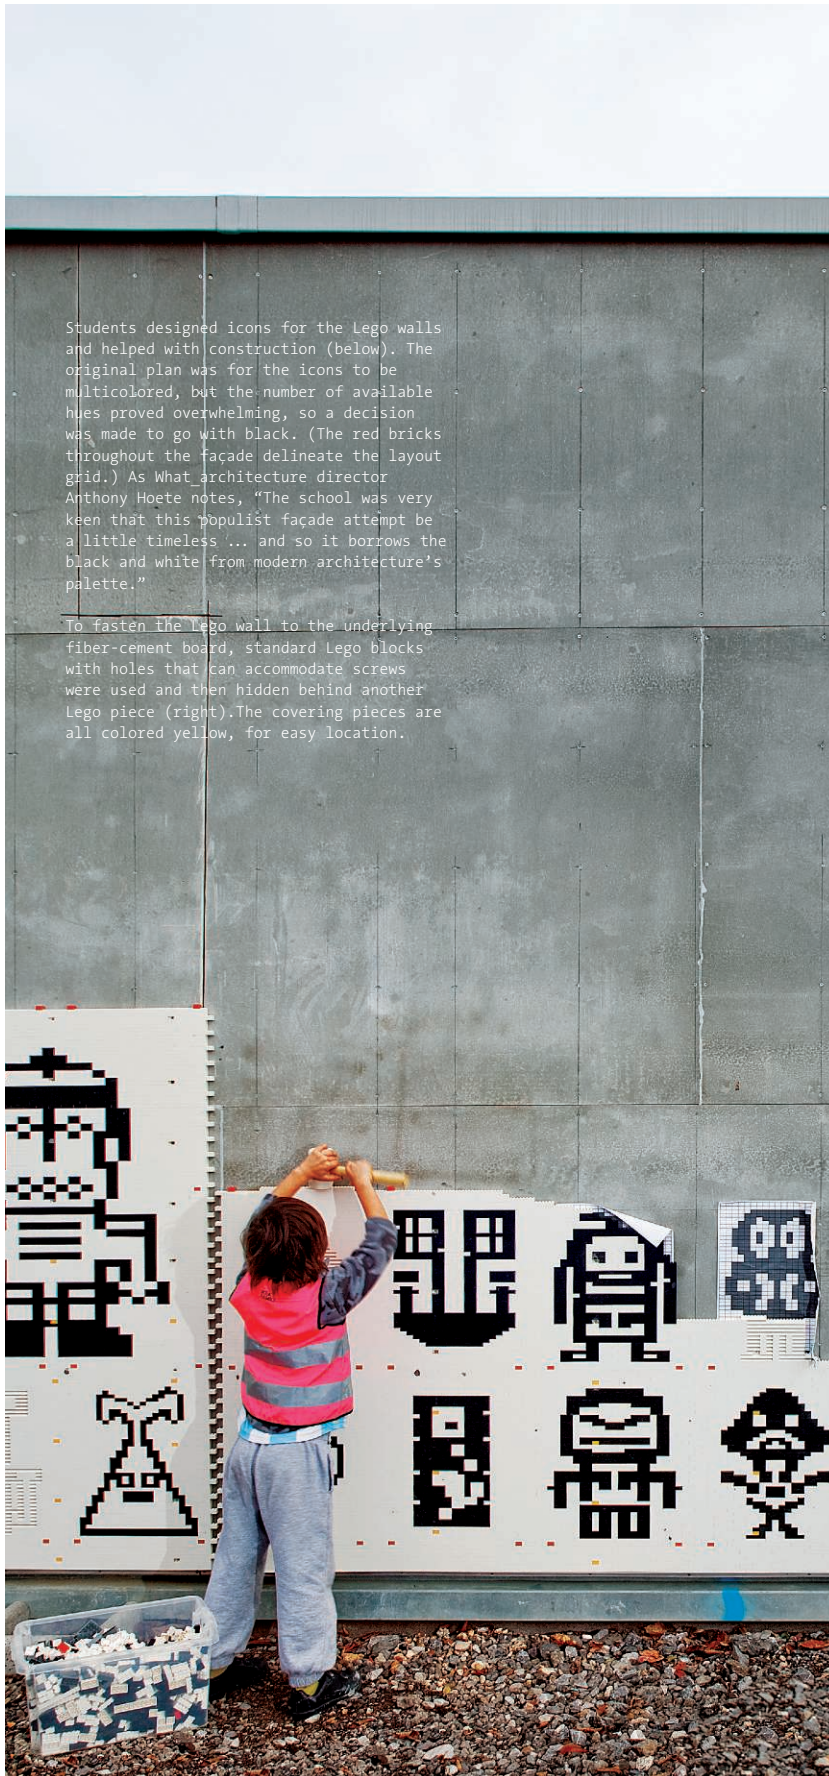 Students designed icons for the Lego walls
and helped with construction (below). The
original plan was for the icons to be
multicolored, but the number of available
hues proved overwhelming, so a decision
was made to go with black. (The red bricks
throughout the façade delineate the layout
grid.) As What_architecture director
Anthony Hoete notes, “The school was very
keen that this populist façade attempt be
a little timeless … and so it borrows the
black and white from modern architecture’s
palette.”
To fasten the Lego wall to the underlying
fiber-cement board, standard Lego blocks
with holes that can accommodate screws
were used and then hidden behind another
Lego piece (right).The covering pieces are
all colored yellow, for easy location.